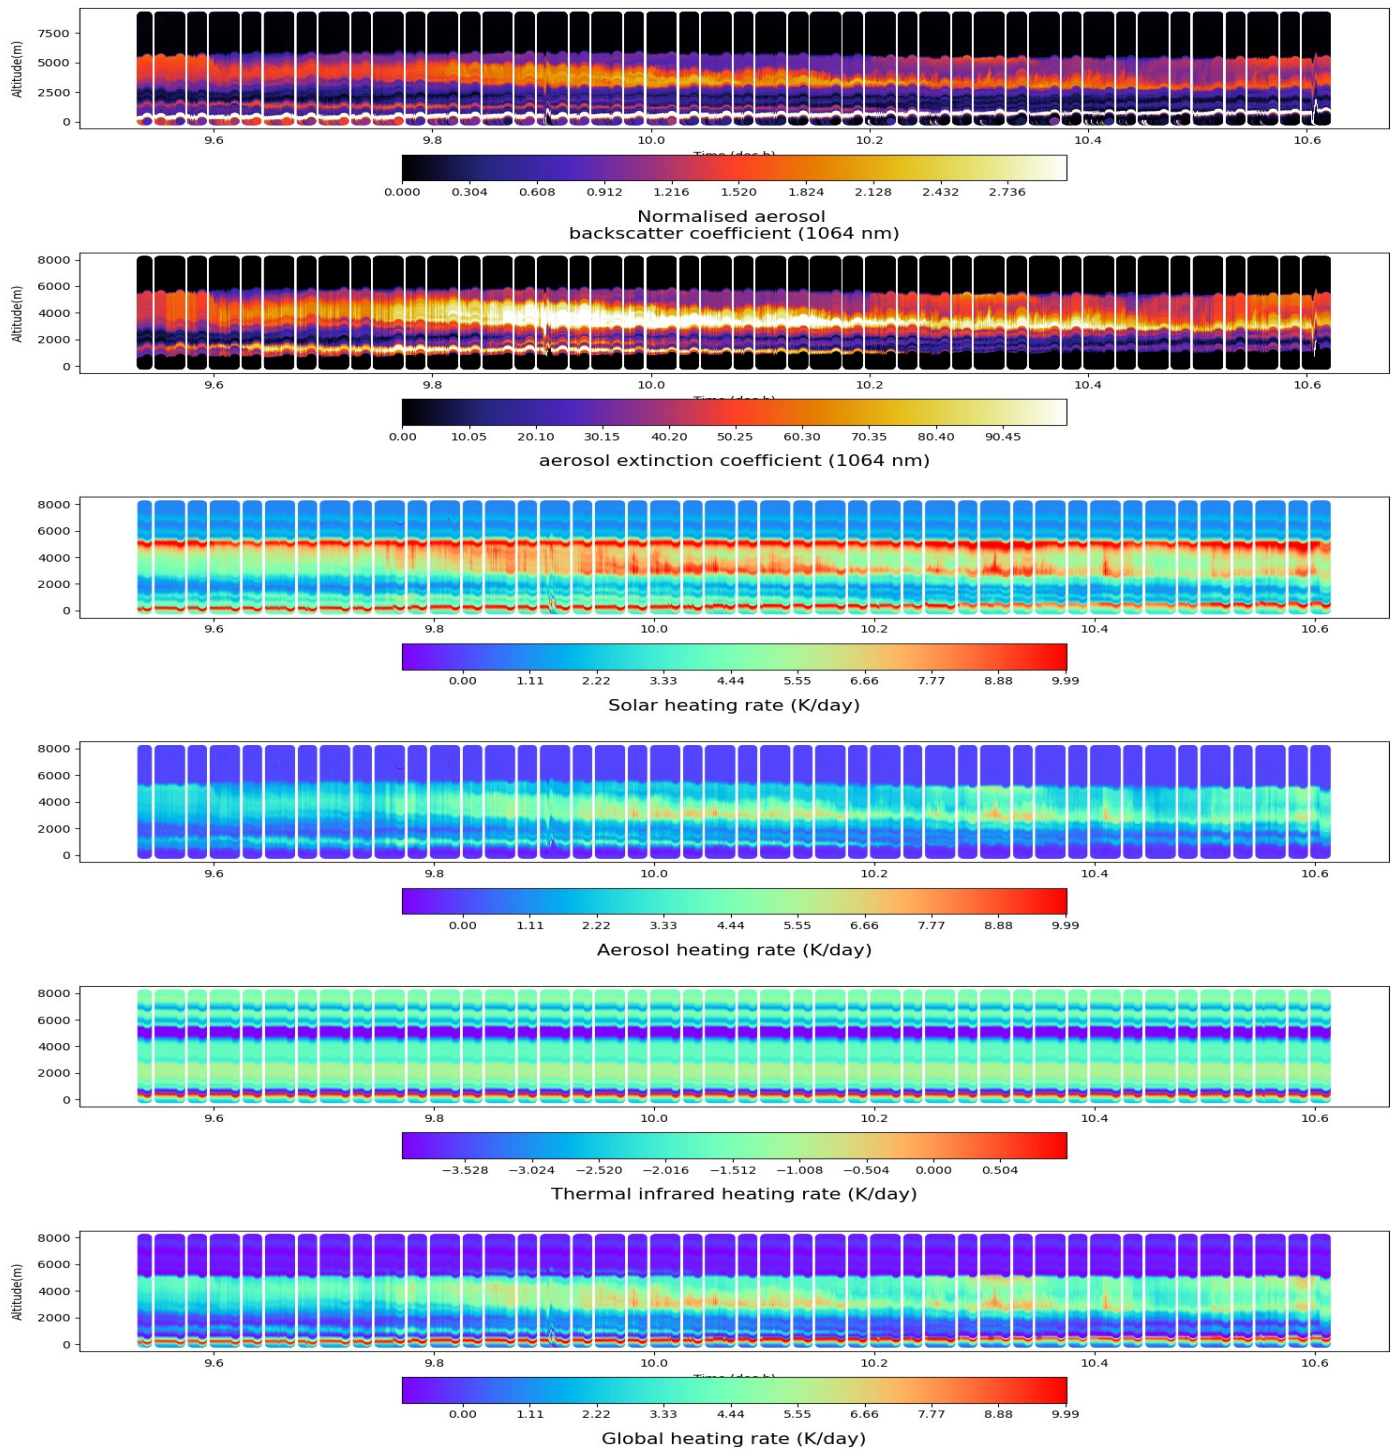 7500
5000
2500
0
Altitude(m)
9.6 9.8 10.0 10.2 10.4 10.6
0.000 0.304 0.608 0.912 1.216 1.520 1.824 2.128 2.432 2.736
Normalised aerosol
backscatter coefficient (1064 nm)
8000
6000
4000
2000
0
Altitude(m)
9.6 9.8 10.0 10.2 10.4 10.6
0.00 10.05 20.10 30.15 40.20 50.25 60.30 70.35 80.40 90.45
aerosol extinction coefficient (1064 nm)
8000
6000
4000
2000
0
9.6 9.8 10.0 10.2 10.4 10.6
0.00 1.11 2.22 3.33 4.44 5.55 6.66 7.77 8.88 9.99
Solar heating rate (K/day)
8000
6000
4000
2000
0
9.6 9.8 10.0 10.2 10.4 10.6
0.00 1.11 2.22 3.33 4.44 5.55 6.66 7.77 8.88 9.99
Aerosol heating rate (K/day)
8000
6000
4000
2000
0
9.6 9.8 10.0 10.2 10.4 10.6
−3.528 −3.024 −2.520 −2.016 −1.512 −1.008 −0.504 0.000 0.504
Thermal infrared heating rate (K/day)
8000
6000
4000
2000
0
Altitude(m)
9.6 9.8 10.0 10.2 10.4 10.6
0.00 1.11 2.22 3.33 4.44 5.55 6.66 7.77 8.88 9.99
Global heating rate (K/day)